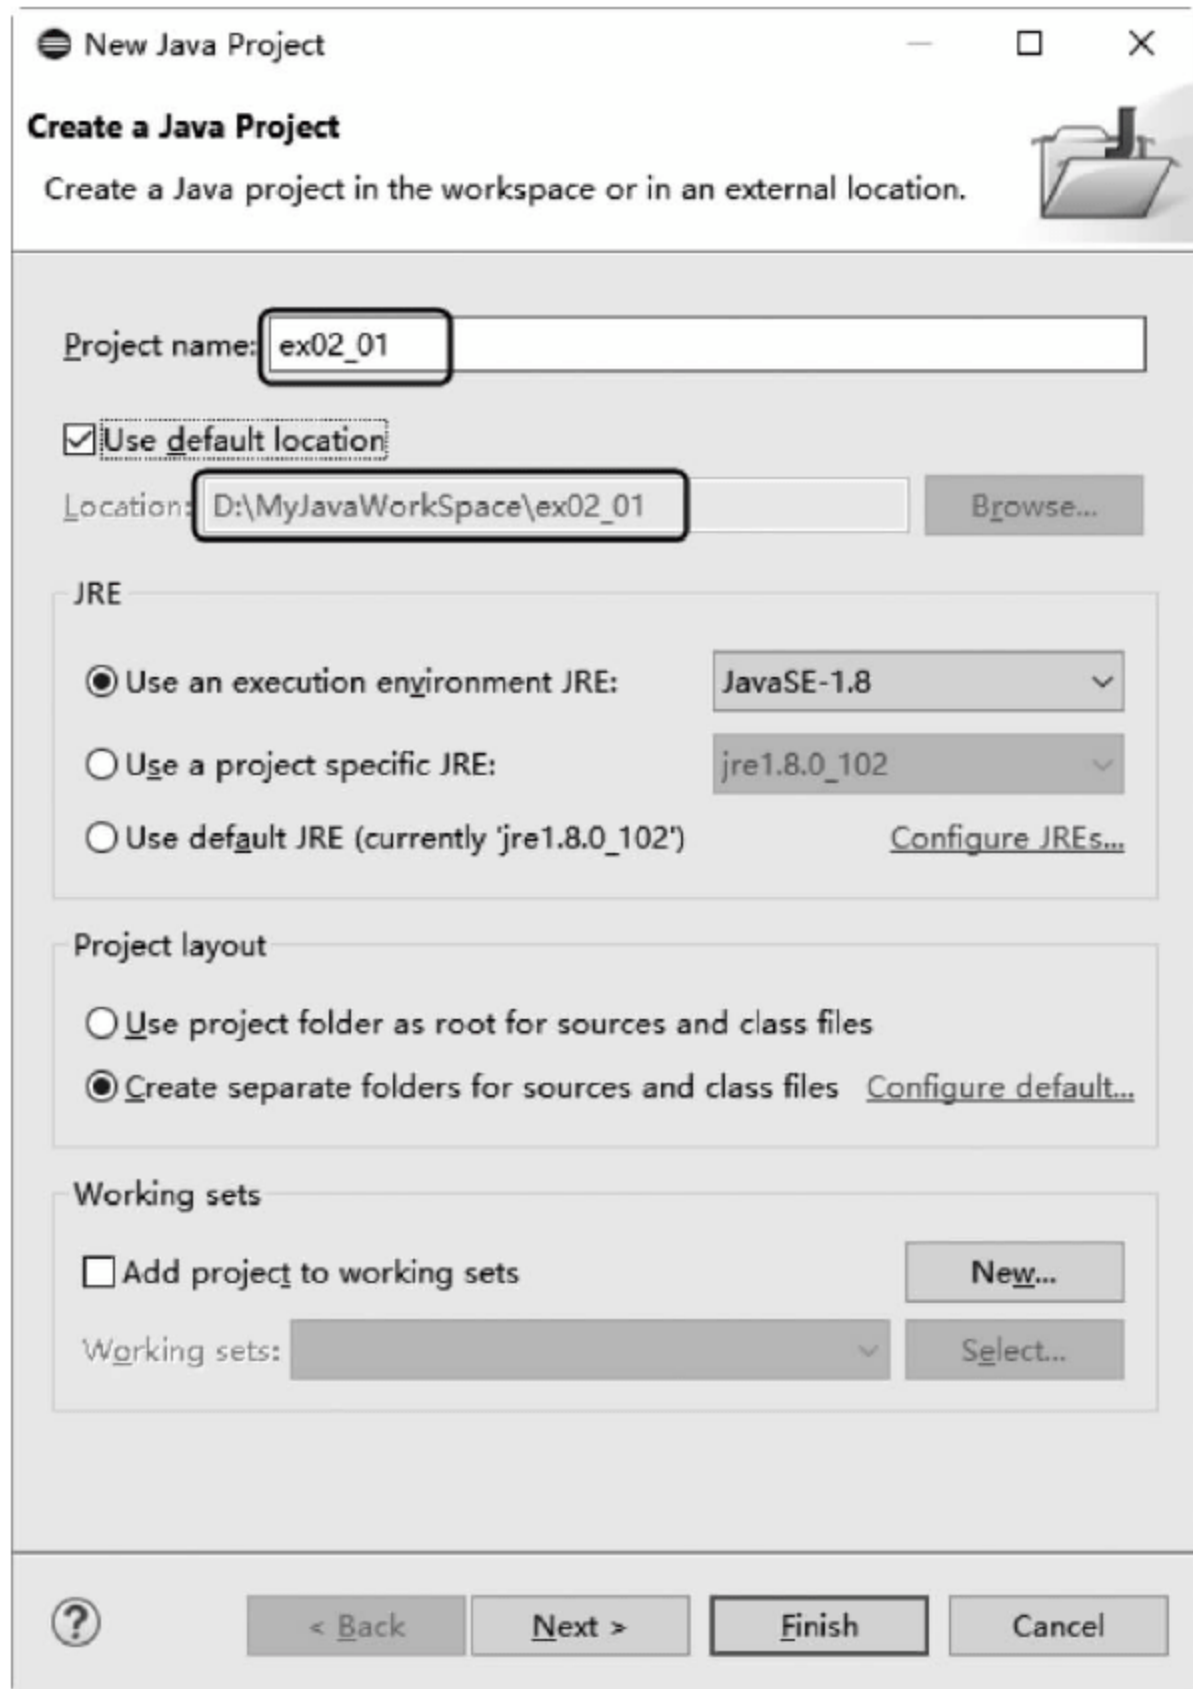 New Java Project
Create a Java Project
Create a Java project in the workspace or in an external location.
Project name: ex02_01
Use default location
Location: D:\MyJavaWorkSpace\ex02_01 Browse...
JRE
Use an execution environment JRE: JavaSE-1.8
Use a project specific JRE: jre1.8.0_102
Use default JRE (currently 'jre1.8.0_102') Configure JREs...
Project layout
Use project folder as root for sources and class files
Create separate folders for sources and class files Configure default...
Working sets
Add project to working sets New...
Working sets: Select...
? < Back Next > Finish Cancel